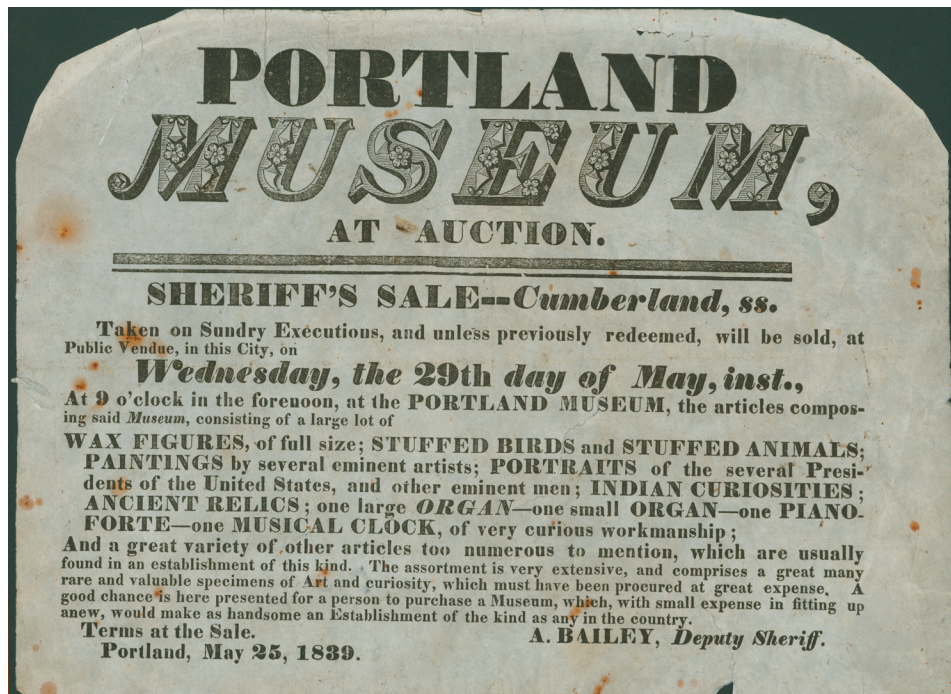 PORTLAND
MUSEUM,
AT AUCTION.
SHERIFF'S SALE--Cumberland, ss.
Taken on Sundry Executions, and unless previously redeemed, will be sold, at
Public Vendue, in this City, on
Wednesday, the 29th day of May, inst.,
At 9 o'clock in the forenoon, at the PORTLAND MUSEUM, the articles compos-
ing said Museum, consisting of a large lot of
WAX FIGURES, of full size; STUFFED BIRDS and STUFFED ANIMALS;
PAINTINGS by several eminent artists; PORTRAITS of the several Presi-
dents of the United States, and other eminent men; INDIAN CURIOSITIES;
ANCIENT RELICS; one large ORGAN—one small ORGAN—one PIANO-
FORTE—one MUSICAL CLOCK, of very curious workmanship;
And a great variety of other articles too numerous to mention, which are usually
found in an establishment of this kind. The assortment is very extensive, and comprises a great many
rare and valuable specimens of Art and curiosity, which must have been procured at great expense. A
good chance is here presented for a person to purchase a Museum, which, with small expense in fitting up
anew, would make as handsome an Establishment of the kind as any in the country.
Terms at the Sale. A. BAILEY, Deputy Sheriff.
Portland, May 25, 1839.